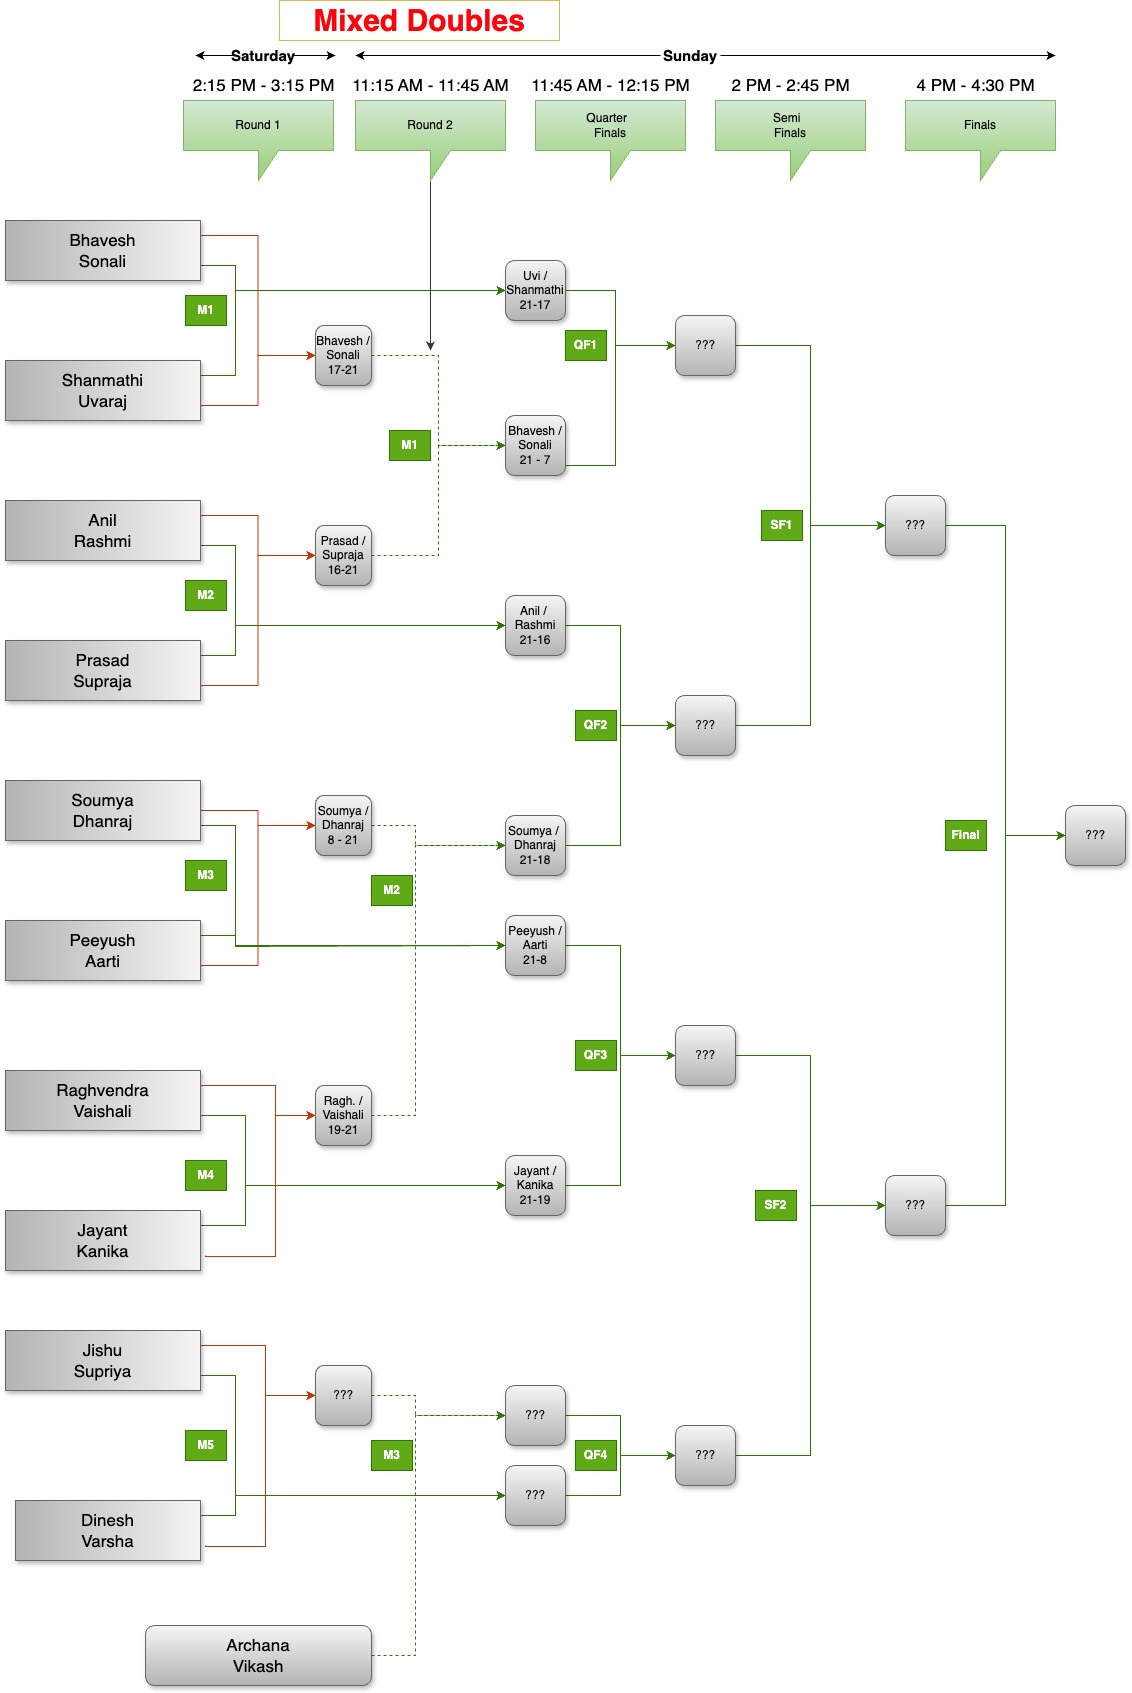 Mixed Doubles
Saturday
Sunday
2:15 PM - 3:15 PM
11:15 AM - 11:45 AM
11:45 AM - 12:15 PM
2 PM - 2:45 PM
4 PM - 4:30 PM
Round 1
Round 2
Quarter
Finals
Semi
Finals
Finals
Bhavesh
Sonali
M1
Shanmathi
Uvaraj
Bhavesh /
Sonali
17-21
Uvi /
Shanmathi
21-17
QF1
???
M1
Bhavesh /
Sonali
21 - 7
Anil
Rashmi
M2
Prasad
Supraja
Prasad /
Supraja
16-21
SF1
???
Anil /
Rashmi
21-16
QF2
???
Soumya
Dhanraj
M3
Peeyush
Aarti
Soumya /
Dhanraj
8 - 21
M2
Soumya /
Dhanraj
21-18
Final
???
Peeyush /
Aarti
21-8
QF3
???
Raghvendra
Vaishali
M4
Jayant
Kanika
Ragh. /
Vaishali
19-21
Jayant /
Kanika
21-19
SF2
???
Jishu
Supriya
M5
Dinesh
Varsha
???
M3
???
QF4
???
???
Archana
Vikash